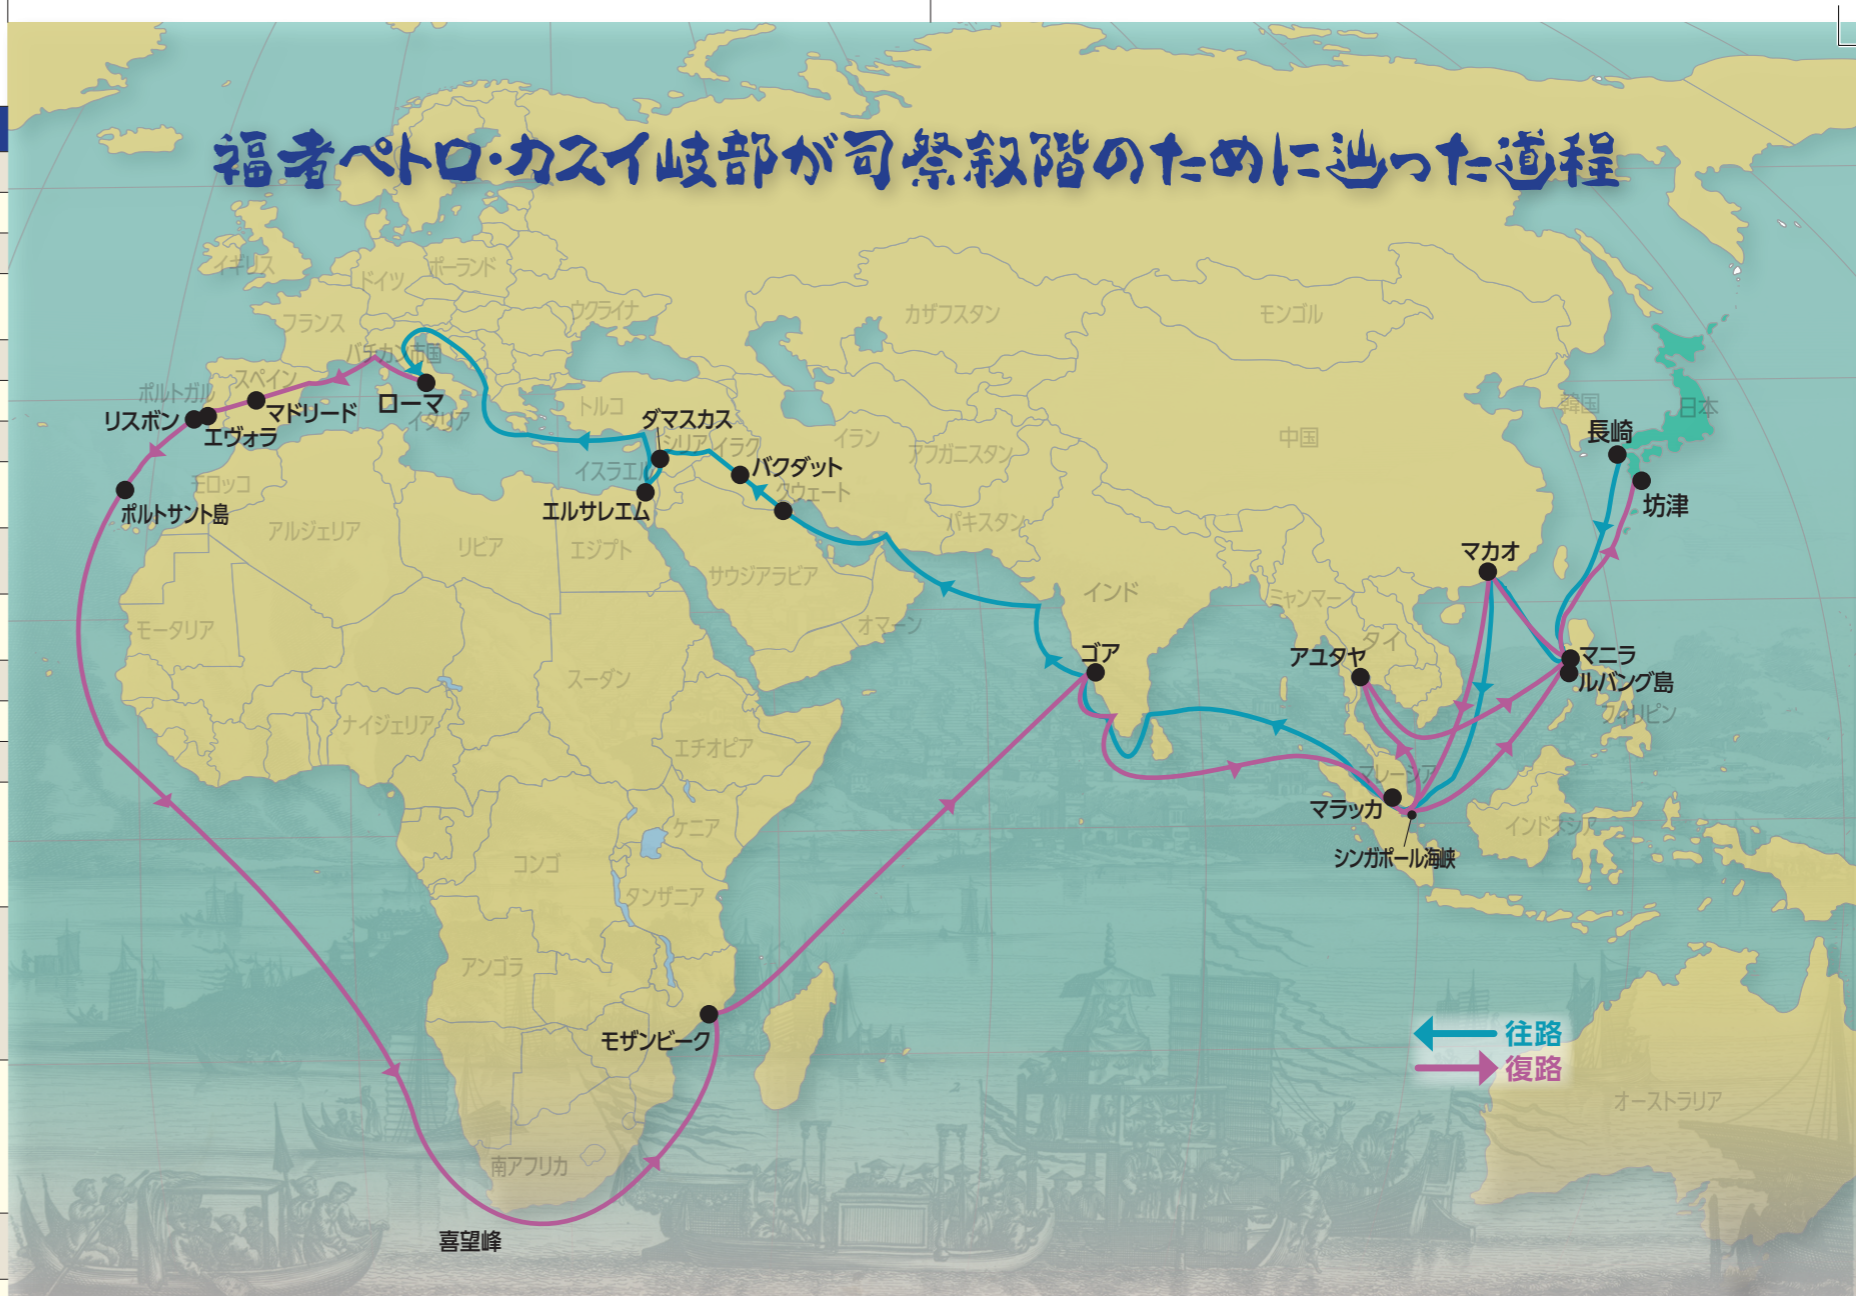 福者ペトロ・カスイ岐部が司祭叙階のために辿った道程
イギリス
ドイツ
ポーランド
ウクライナ
カザフスタン
モンゴル
フランス
バチカン市国
スペイン
ポルトガル
リスボン
エヴォラ
マドリード
ローマ
イタリア
トルコ
ダマスカス
シリア
イラク
イラン
アフガニスタン
中国
韓国
日本
長崎
坊津
イスラエル
バクダット
クウェート
エルサレエム
モロッコ
ポルトサント島
アルジェリア
リビア
エジプト
サウジアラビア
パキスタン
マカオ
インド
ミャンマー
モータリア
オマーン
タイ
ゴア
アユタヤ
マニラ
ルバング島
フィリピン
スーダン
ナイジェリア
エチオピア
マレーシア
マラッカ
シンガポール海峡
インドネシア
ケニア
コンゴ
タンザニア
アンゴラ
モザンビーク
往路
復路
オーストラリア
南アフリカ
喜望峰